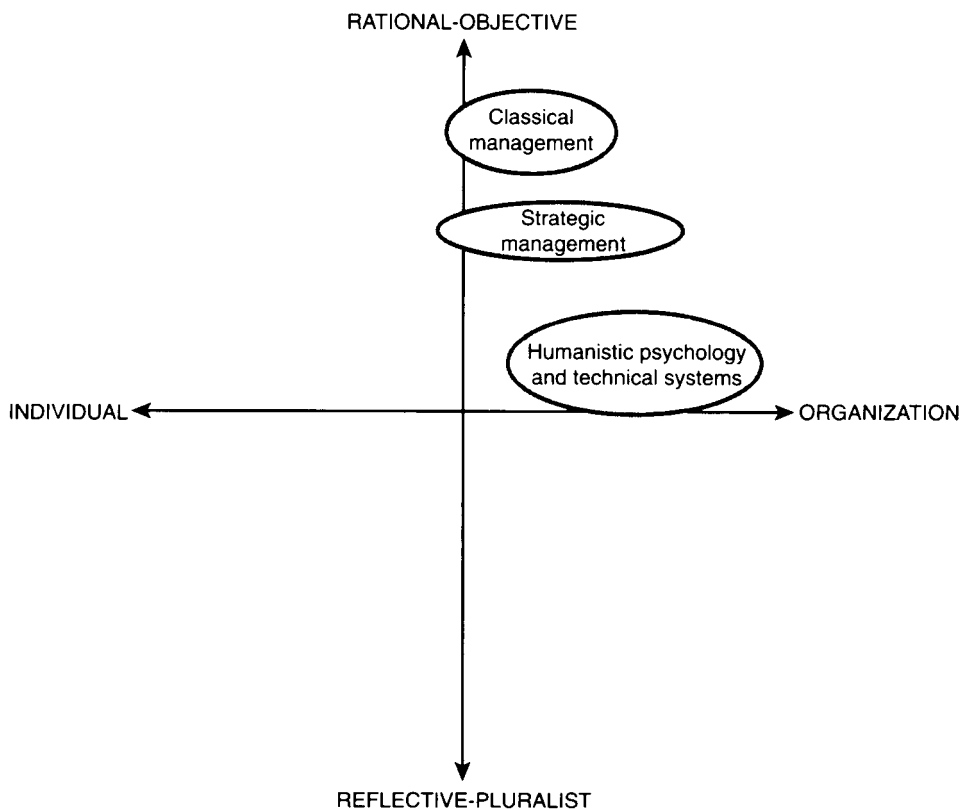 RATIONAL-OBJECTIVE
Classical
management
Strategic
management
Humanistic psychology
and technical systems
INDIVIDUAL
ORGANIZATION
REFLECTIVE-PLURALIST